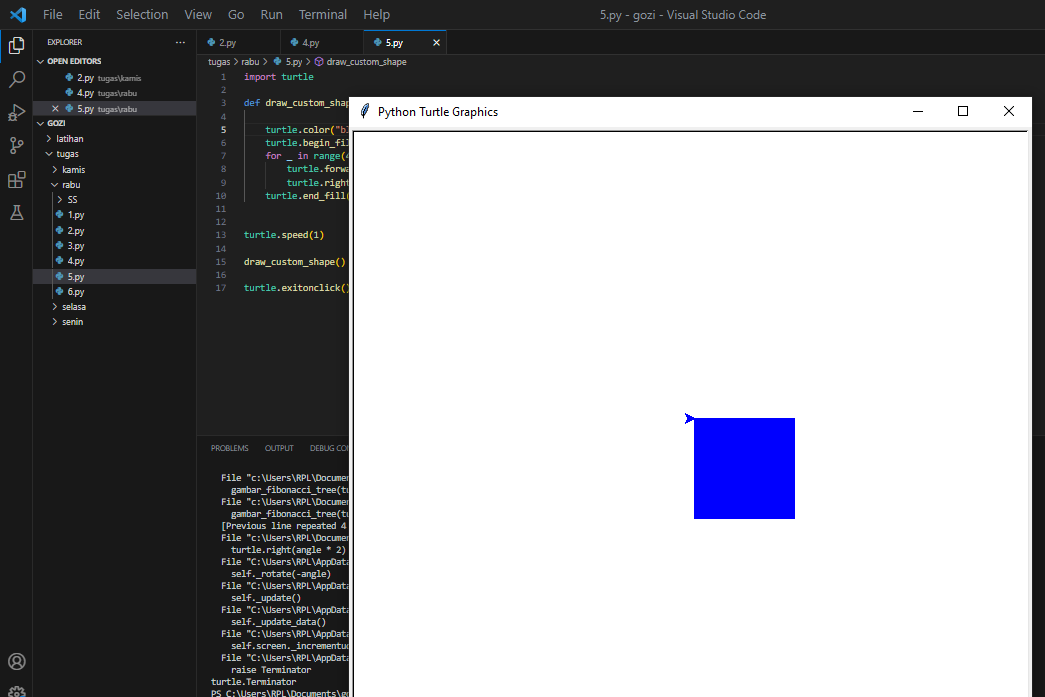 File Edit Selection View Go Run Terminal Help 5.py - gozi - Visual Studio Code
EXPLORER
OPEN EDITORS
2.py tugas\kamis
4.py tugas\rabu
5.py tugas\rabu
GOZI
latihan
tugas
kamis
rabu
SS
1.py
2.py
3.py
4.py
5.py
6.py
selasa
senin
2.py 4.py 5.py
tugas > rabu > 5.py > draw_custom_shape
1 import turtle
2
3 def draw_custom_shap
4
5 turtle.color("bl
6 turtle.begin_fil
7 for _ in range(4
8 turtle.forwa
9 turtle.right
10 turtle.end_fill(
11
12
13 turtle.speed(1)
14
15 draw_custom_shape()
16
17 turtle.exitonclick()
Python Turtle Graphics
PROBLEMS OUTPUT DEBUG CON
File "c:\Users\RPL\Docume
gambar_fibonacci_tree(tu
File "c:\Users\RPL\Docume
gambar_fibonacci_tree(tu
[Previous line repeated 4
File "c:\Users\RPL\Docume
turtle.right(angle * 2)
File "C:\Users\RPL\AppData
self._rotate(-angle)
File "C:\Users\RPL\AppData
self._update()
File "C:\Users\RPL\AppData
self._update_data()
File "C:\Users\RPL\AppData
self.screen._incrementud
File "C:\Users\RPL\AppData
raise Terminator
turtle.Terminator
PS C:\Users\RPL\Documents\go